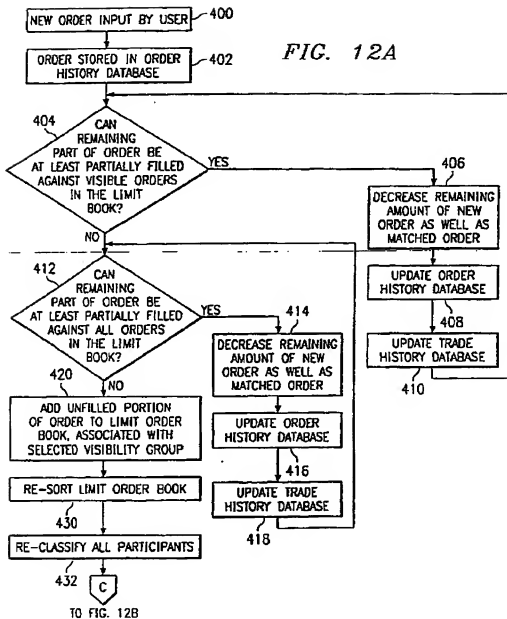 NEW ORDER INPUT BY USER
400
ORDER STORED IN ORDER
HISTORY DATABASE
402
FIG. 12A
404
CAN
REMAINING
PART OF ORDER BE
AT LEAST PARTIALLY FILLED
AGAINST VISIBLE ORDERS
IN THE LIMIT
BOOK?
YES
NO
406
DECREASE REMAINING
AMOUNT OF NEW
ORDER AS WELL AS
MATCHED ORDER
UPDATE ORDER
HISTORY DATABASE
408
UPDATE TRADE
HISTORY DATABASE
410
412
CAN
REMAINING
PART OF ORDER BE
AT LEAST PARTIALLY FILLED
AGAINST ALL ORDERS
IN THE LIMIT
BOOK?
YES
NO
414
DECREASE REMAINING
AMOUNT OF NEW
ORDER AS WELL AS
MATCHED ORDER
UPDATE ORDER
HISTORY DATABASE
416
UPDATE TRADE
HISTORY DATABASE
418
420
ADD UNFILLED PORTION
OF ORDER TO LIMIT ORDER
BOOK, ASSOCIATED WITH
SELECTED VISIBILITY GROUP
RE-SORT LIMIT ORDER BOOK
430
RE-CLASSIFY ALL PARTICIPANTS
432
C
TO FIG. 12B